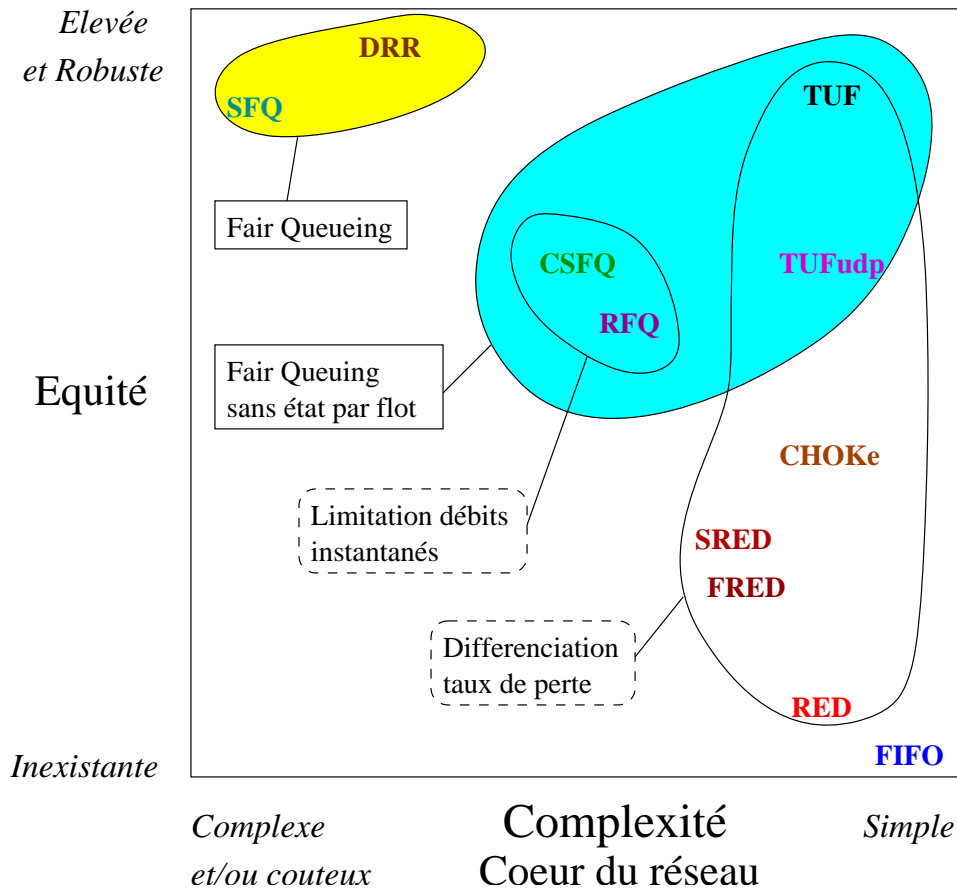 Elevée
et Robuste
DRR
SFQ
TUF
Fair Queueing
CSFQ
TUFudp
RFQ
Fair Queuing
sans état par flot
Equité
CHOKe
Limitation débits
instantanés
SRED
FRED
Differenciation
taux de perte
RED
FIFO
Inexistante
Complexe
et/ou couteux
Complexité
Coeur du réseau
Simple